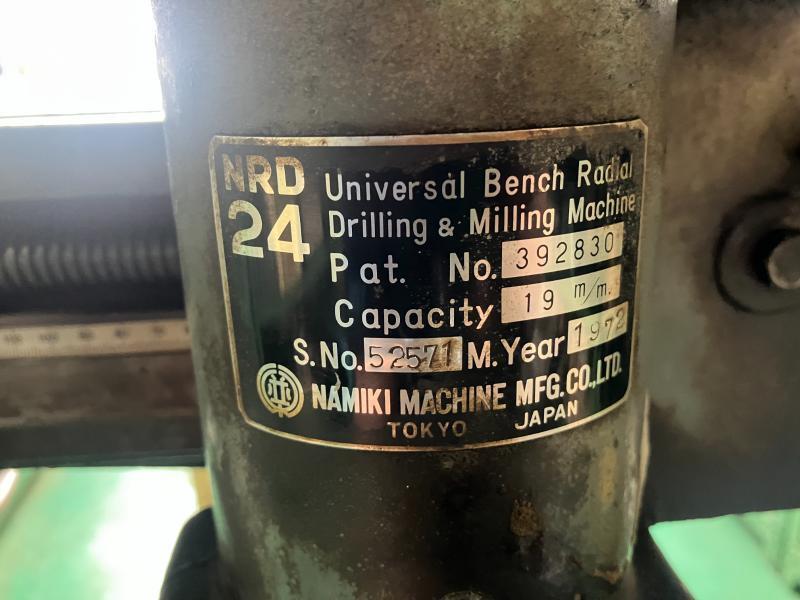 NRD
24
Universal Bench Radial
Drilling & Milling Machine
Pat. No. 392830
Capacity 19 m/m.
S.No. 52571 M.Year 1972
NAMIKI MACHINE MFG.CO.,LTD.
TOKYO JAPAN